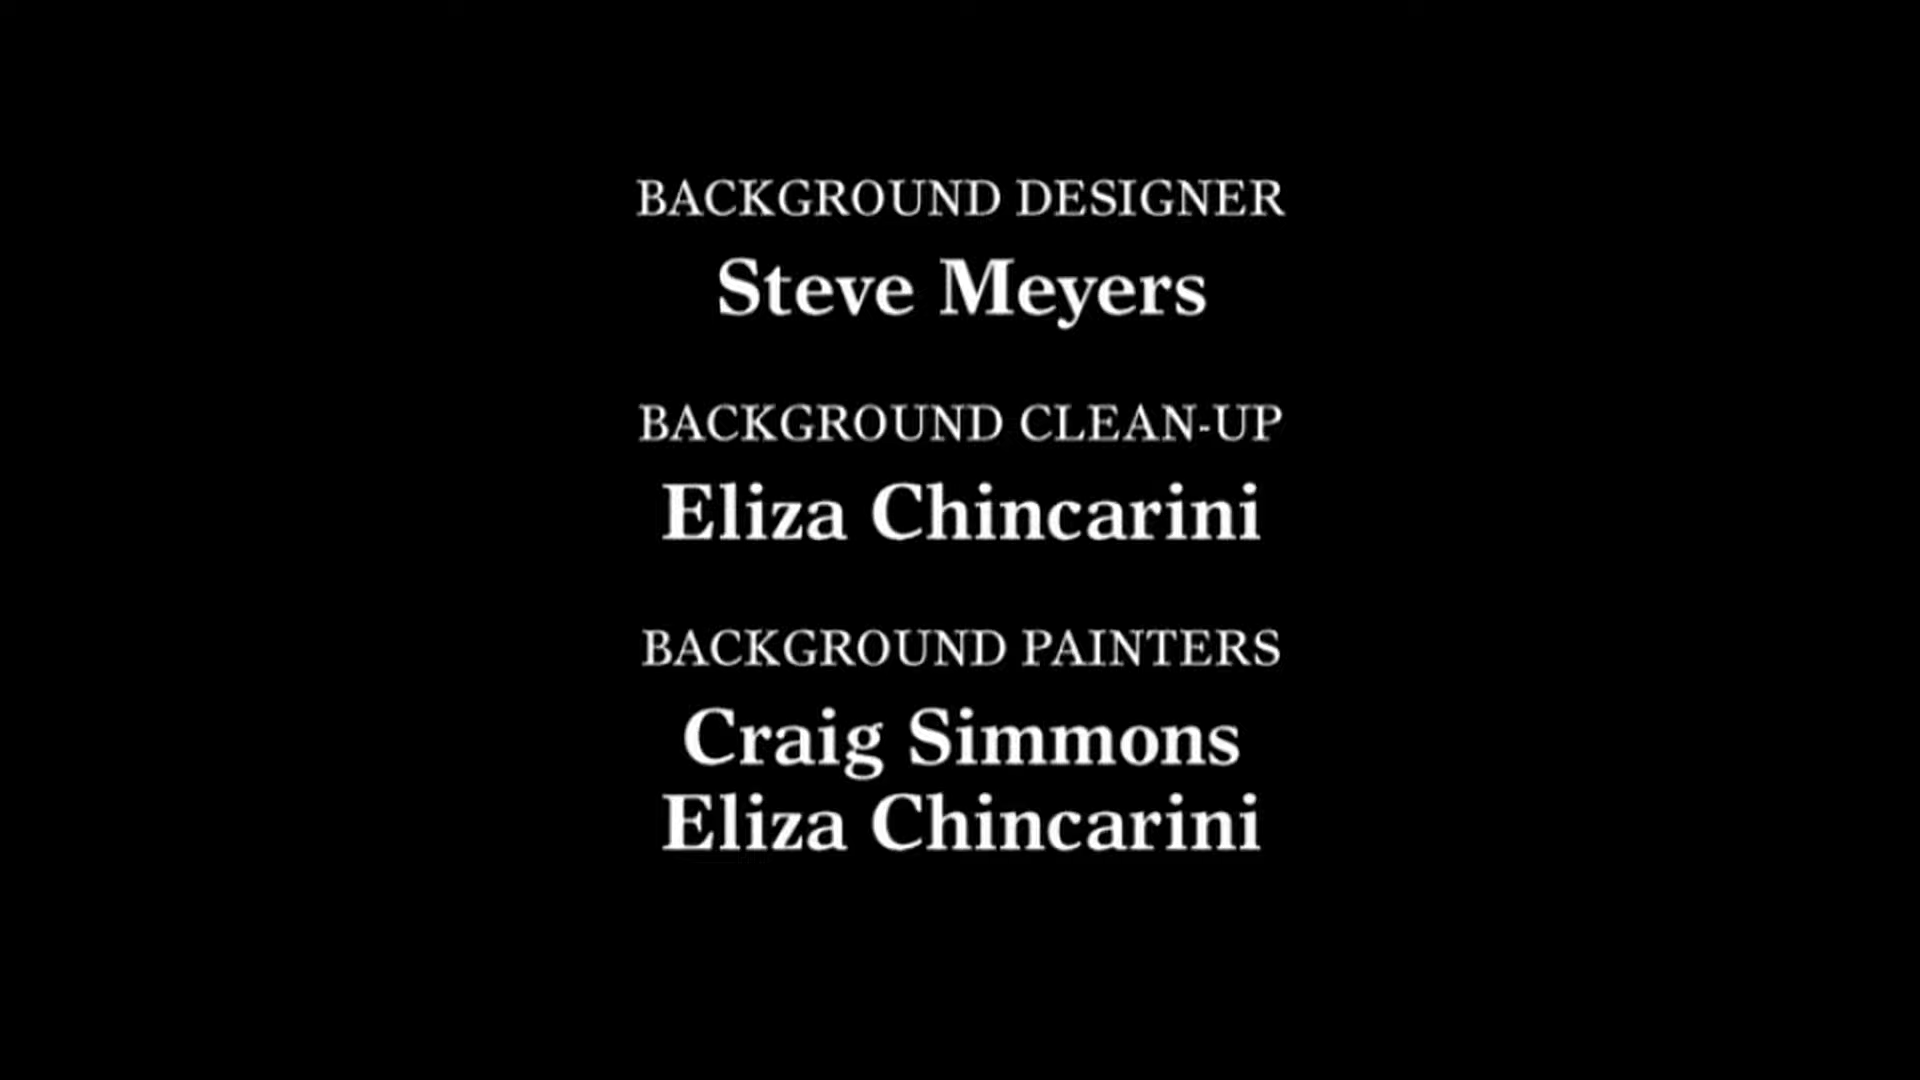 BACKGROUND DESIGNER
Steve Meyers
BACKGROUND CLEAN-UP
Eliza Chincarini
BACKGROUND PAINTERS
Craig Simmons
Eliza Chincarini